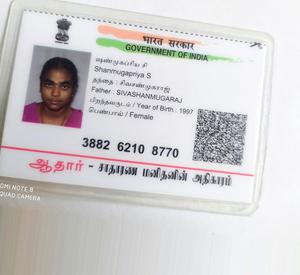 भारत सरकार
GOVERNMENT OF INDIA
ஷண்முகப்ரிய சி
Shanmugapriya S
தந்தை : சிவசண்முகராஜ்
Father : SIVASHANMUGARAJ
பிறந்தவருடம் / Year of Birth : 1997
பெண்பால் / Female
3882 6210 8770
ஆதார் - சாதாரண மனிதனின் அதிகாரம்
REDMI NOTE 8
QUAD CAMERA